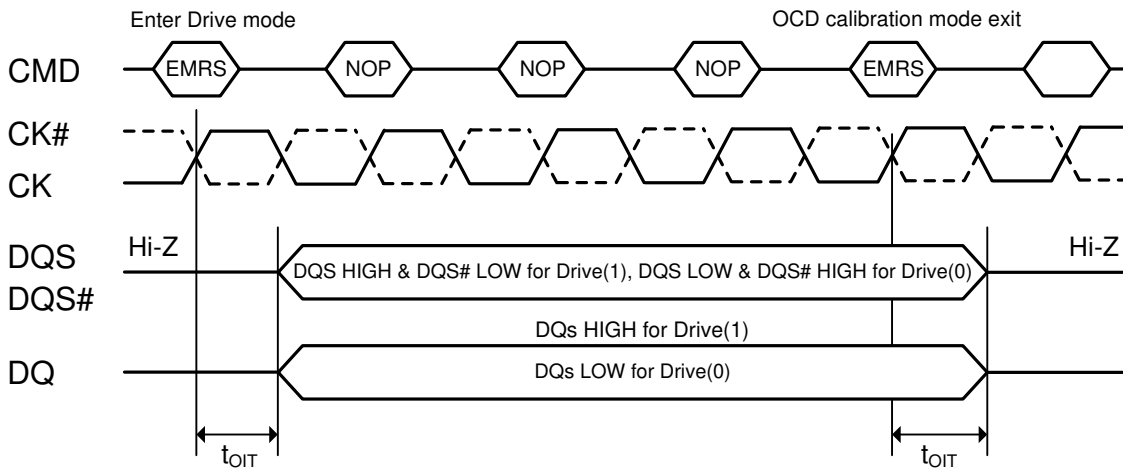 Enter Drive mode
OCD calibration mode exit
CMD
EMRS
NOP
NOP
NOP
EMRS
CK#
CK
DQS
DQS#
Hi-Z
Hi-Z
DQS HIGH & DQS# LOW for Drive(1), DQS LOW & DQS# HIGH for Drive(0)
DQs HIGH for Drive(1)
DQ
DQs LOW for Drive(0)
tOIT
tOIT